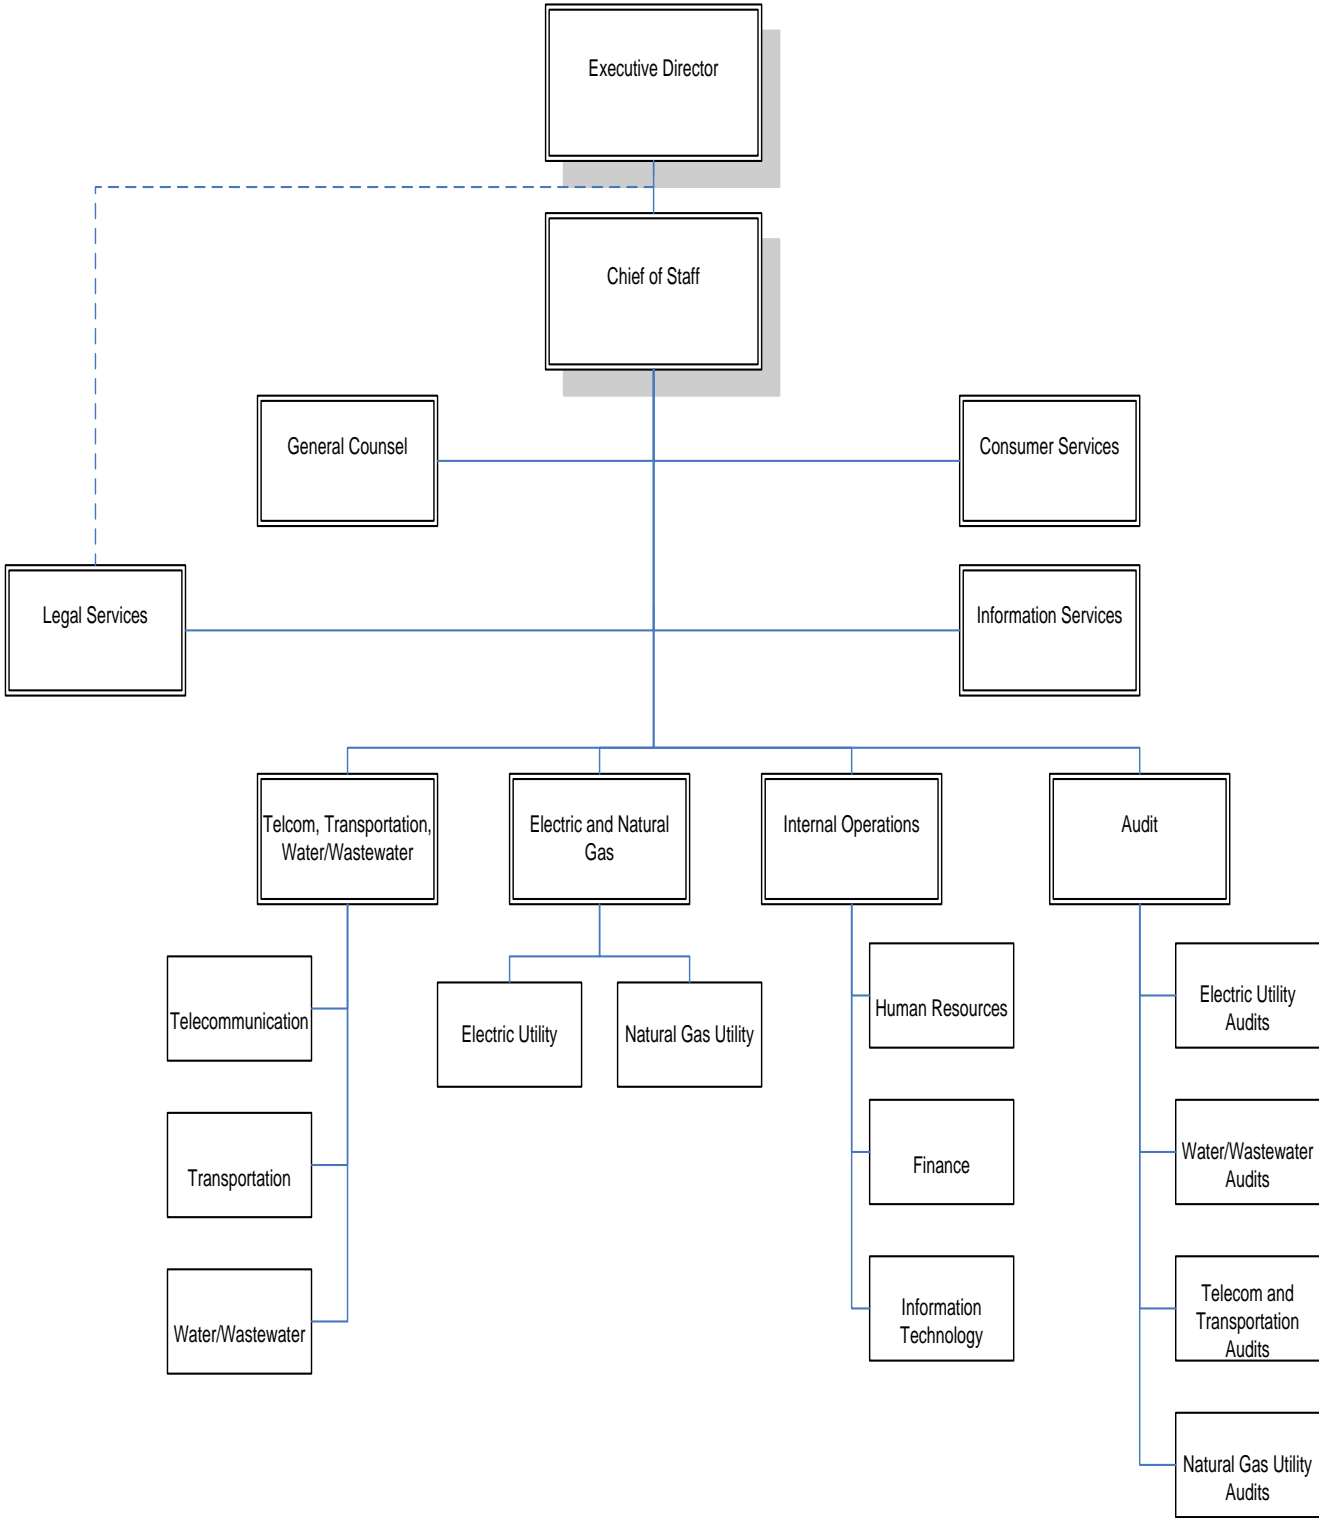 Executive Director
Chief of Staff
General Counsel
Consumer Services
Legal Services
Information Services
Telcom, Transportation,
Water/Wastewater
Electric and Natural
Gas
Internal Operations
Audit
Telecommunication
Transportation
Water/Wastewater
Electric Utility
Natural Gas Utility
Human Resources
Finance
Information
Technology
Electric Utility
Audits
Water/Wastewater
Audits
Telecom and
Transportation
Audits
Natural Gas Utility
Audits